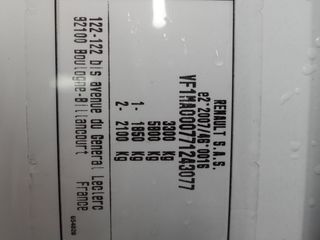 RENAULT S.A.S.
e2*2007/46*0016
VF1MA000771243077
3300 kg
5800 kg
1- 1650 kg
2- 2100 kg
122-122 bis avenue du General Leclerc
92100 Boulogne-Billancourt
France